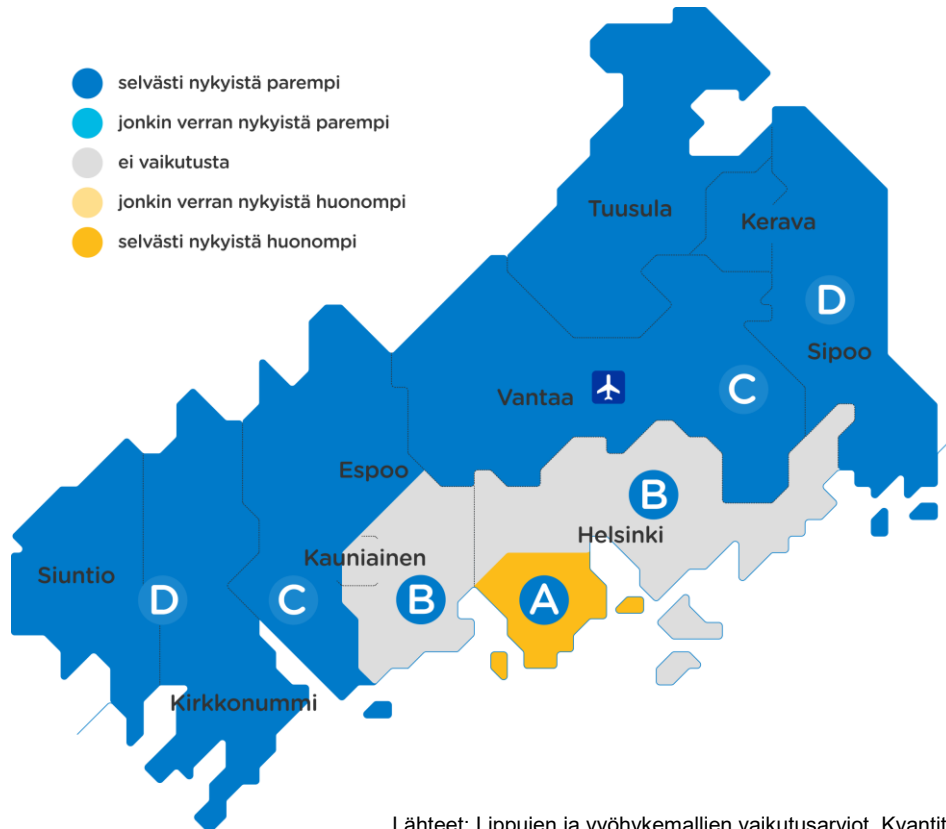 selvästi nykyistä parempi
jonkin verran nykyistä parempi
ei vaikutusta
jonkin verran nykyistä huonompi
selvästi nykyistä huonompi
Tuusula
Kerava
D
Sipoo
Vantaa
C
Espoo
B
Helsinki
Kauniainen
Siuntio
D
C
B
A
Kirkkonummi
Lähteet: Lippujen ja vyöhykemallien vaikutusarviot, Kvantit